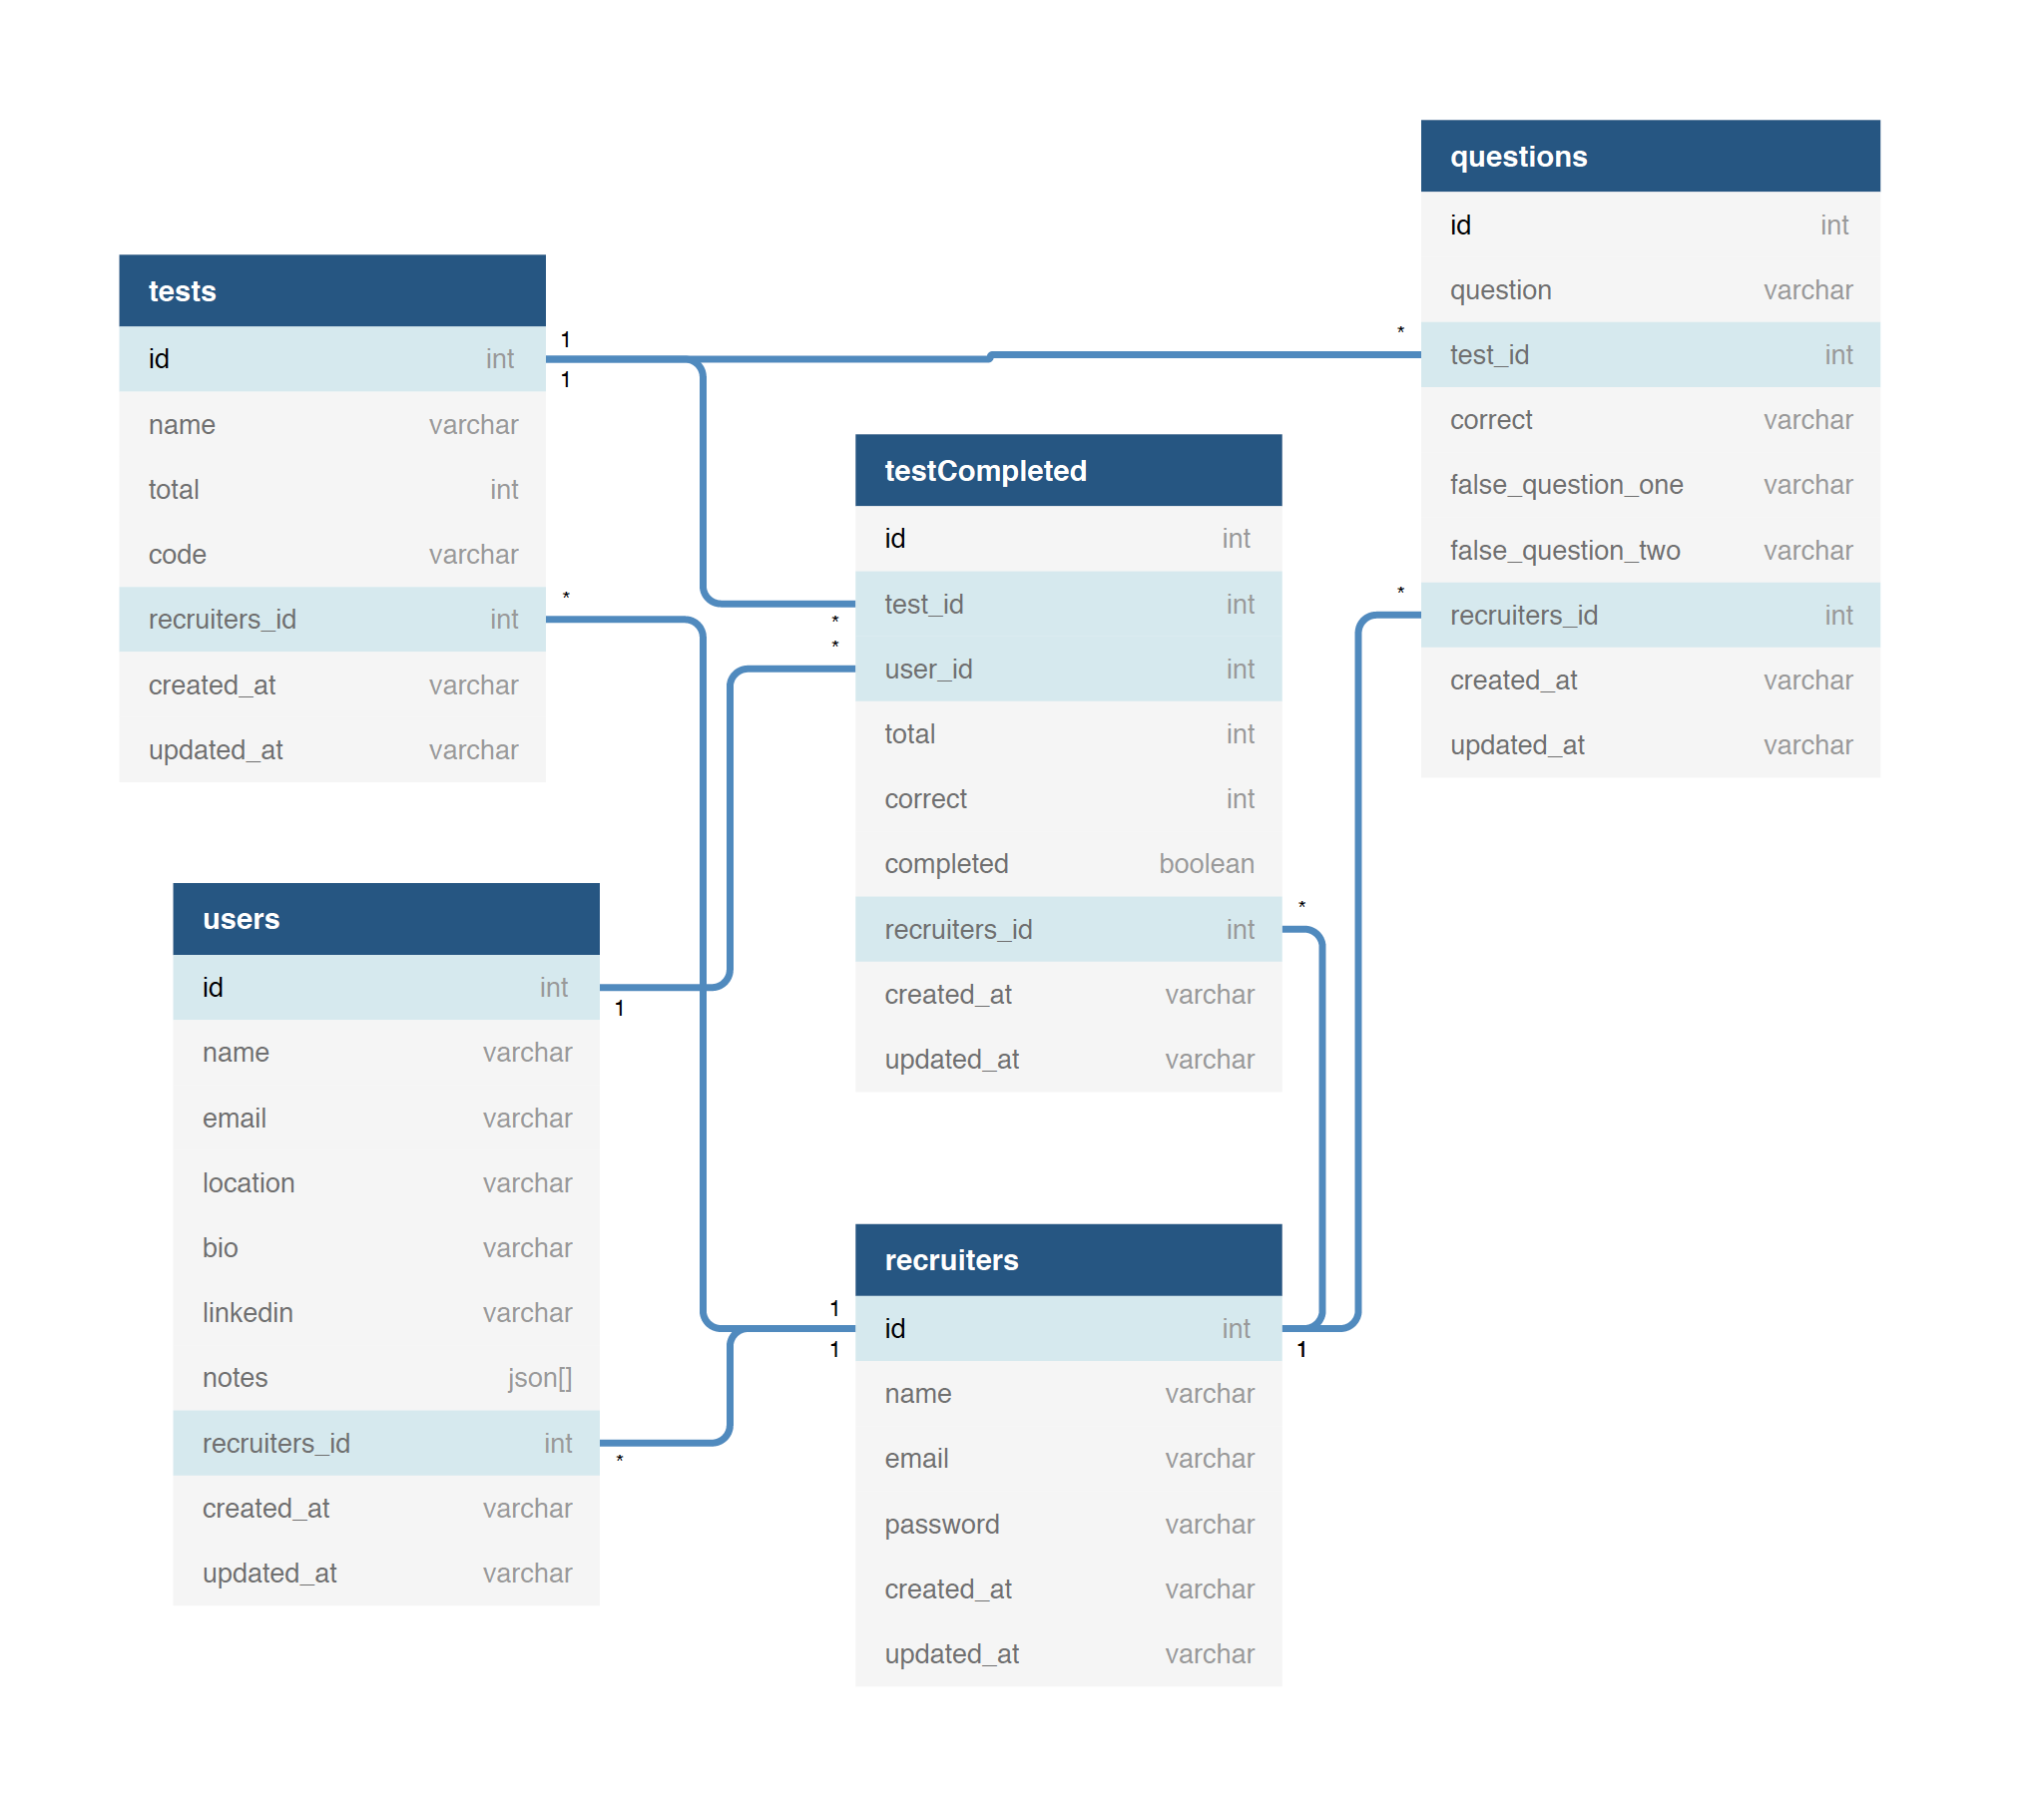 tests
id int
name varchar
total int
code varchar
recruiters_id int
created_at varchar
updated_at varchar
1
1
*
questions
id int
question varchar
test_id int
correct varchar
false_question_one varchar
false_question_two varchar
recruiters_id int
created_at varchar
updated_at varchar
*
*
testCompleted
id int
test_id int
user_id int
total int
correct int
completed boolean
recruiters_id int
created_at varchar
updated_at varchar
*
*
*
users
id int
name varchar
email varchar
location varchar
bio varchar
linkedin varchar
notes json[]
recruiters_id int
created_at varchar
updated_at varchar
1
*
recruiters
id int
name varchar
email varchar
password varchar
created_at varchar
updated_at varchar
1
1
1